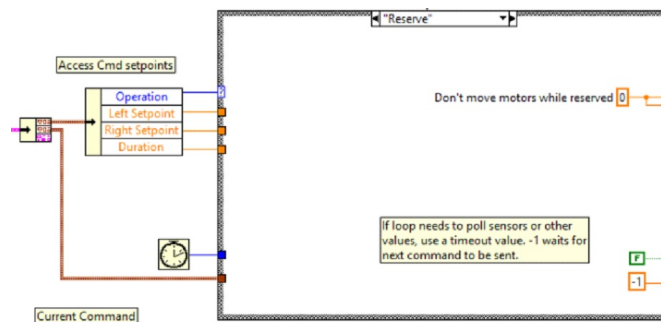 "Reserve"
Access Cmd setpoints
Operation
Left Setpoint
Right Setpoint
Duration
?
Don't move motors while reserved 0
If loop needs to poll sensors or other
values, use a timeout value. -1 waits for
next command to be sent.
F
-1
Current Command